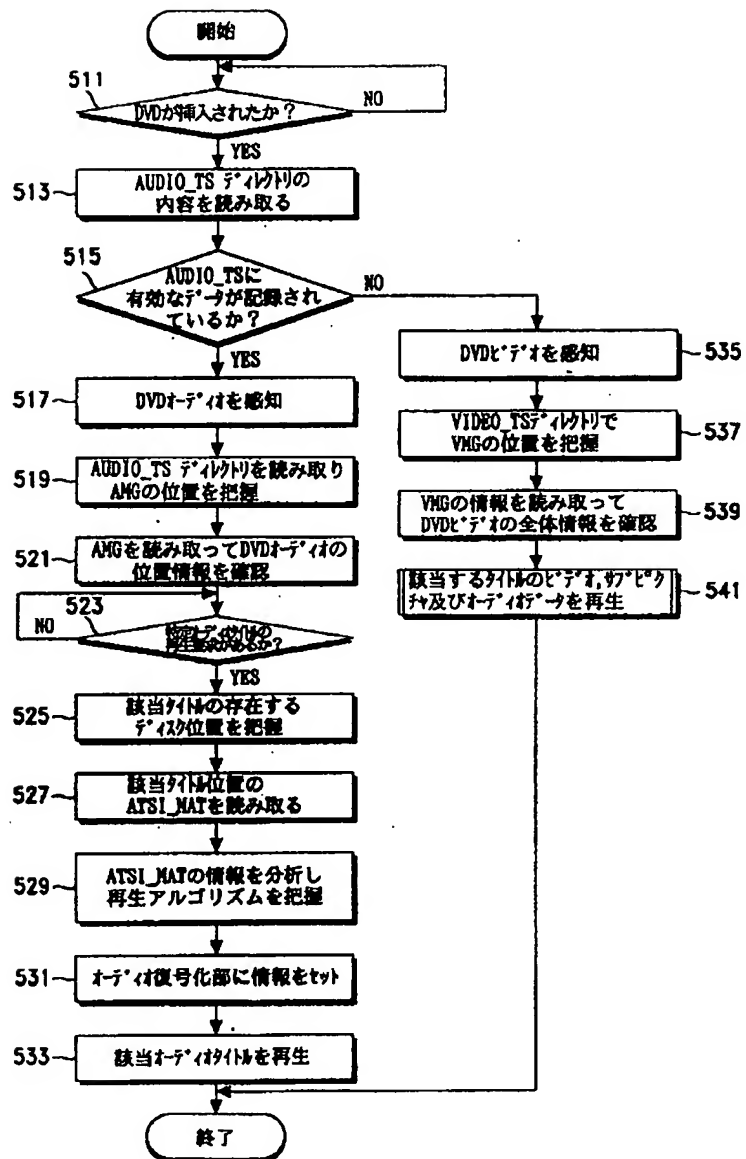 開始
511
DVDが挿入されたか?
NO
YES
513
AUDIO_TS ディレクトリの
内容を読み取る
515
AUDIO_TSに
有効なデータが記録され
ているか?
NO
YES
517
DVDオーディオを感知
519
AUDIO_TS ディレクトリを読み取り
AMGの位置を把握
521
AMGを読み取ってDVDオーディオの
位置情報を確認
523
NO
再生要求があるか?
YES
525
該当タイトルの存在する
ディスク位置を把握
527
該当タイトル位置の
ATSI_MATを読み取る
529
ATSI_MATの情報を分析し
再生アルゴリズムを把握
531
オーディオ復号化部に情報をセット
533
該当オーディオタイトルを再生
DVDビデオを感知
535
VIDEO_TSディレクトリで
VMGの位置を把握
537
VMGの情報を読み取って
DVDビデオの全体情報を確認
539
該当するタイトルのビデオ,サブピク
チャ及びオーディオデータを再生
541
終了